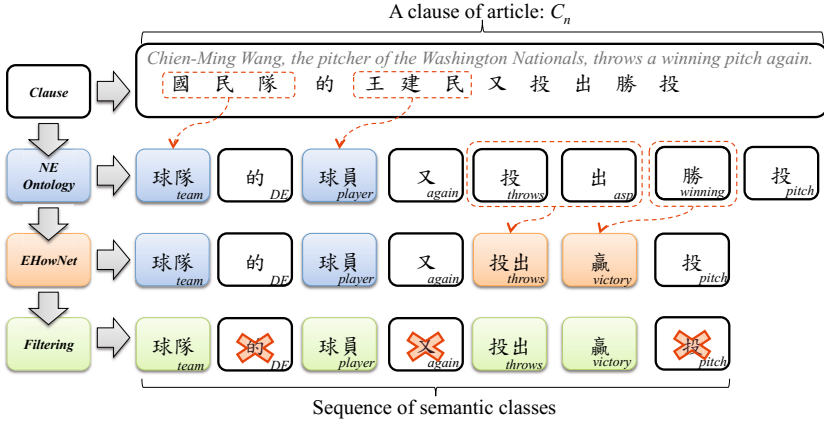 A clause of article: Cn
Chien-Ming Wang, the pitcher of the Washington Nationals, throws a winning pitch again.
Clause
國民隊 的 王建民 又 投 出 勝 投
NE Ontology
球隊 team
的 DE
球員 player
又 again
投 throws
出 asp
勝 winning
投 pitch
EHowNet
球隊 team
的 DE
球員 player
又 again
投出 throws
贏 victory
投 pitch
Filtering
球隊 team
的 DE
球員 player
又 again
投出 throws
贏 victory
投 pitch
Sequence of semantic classes